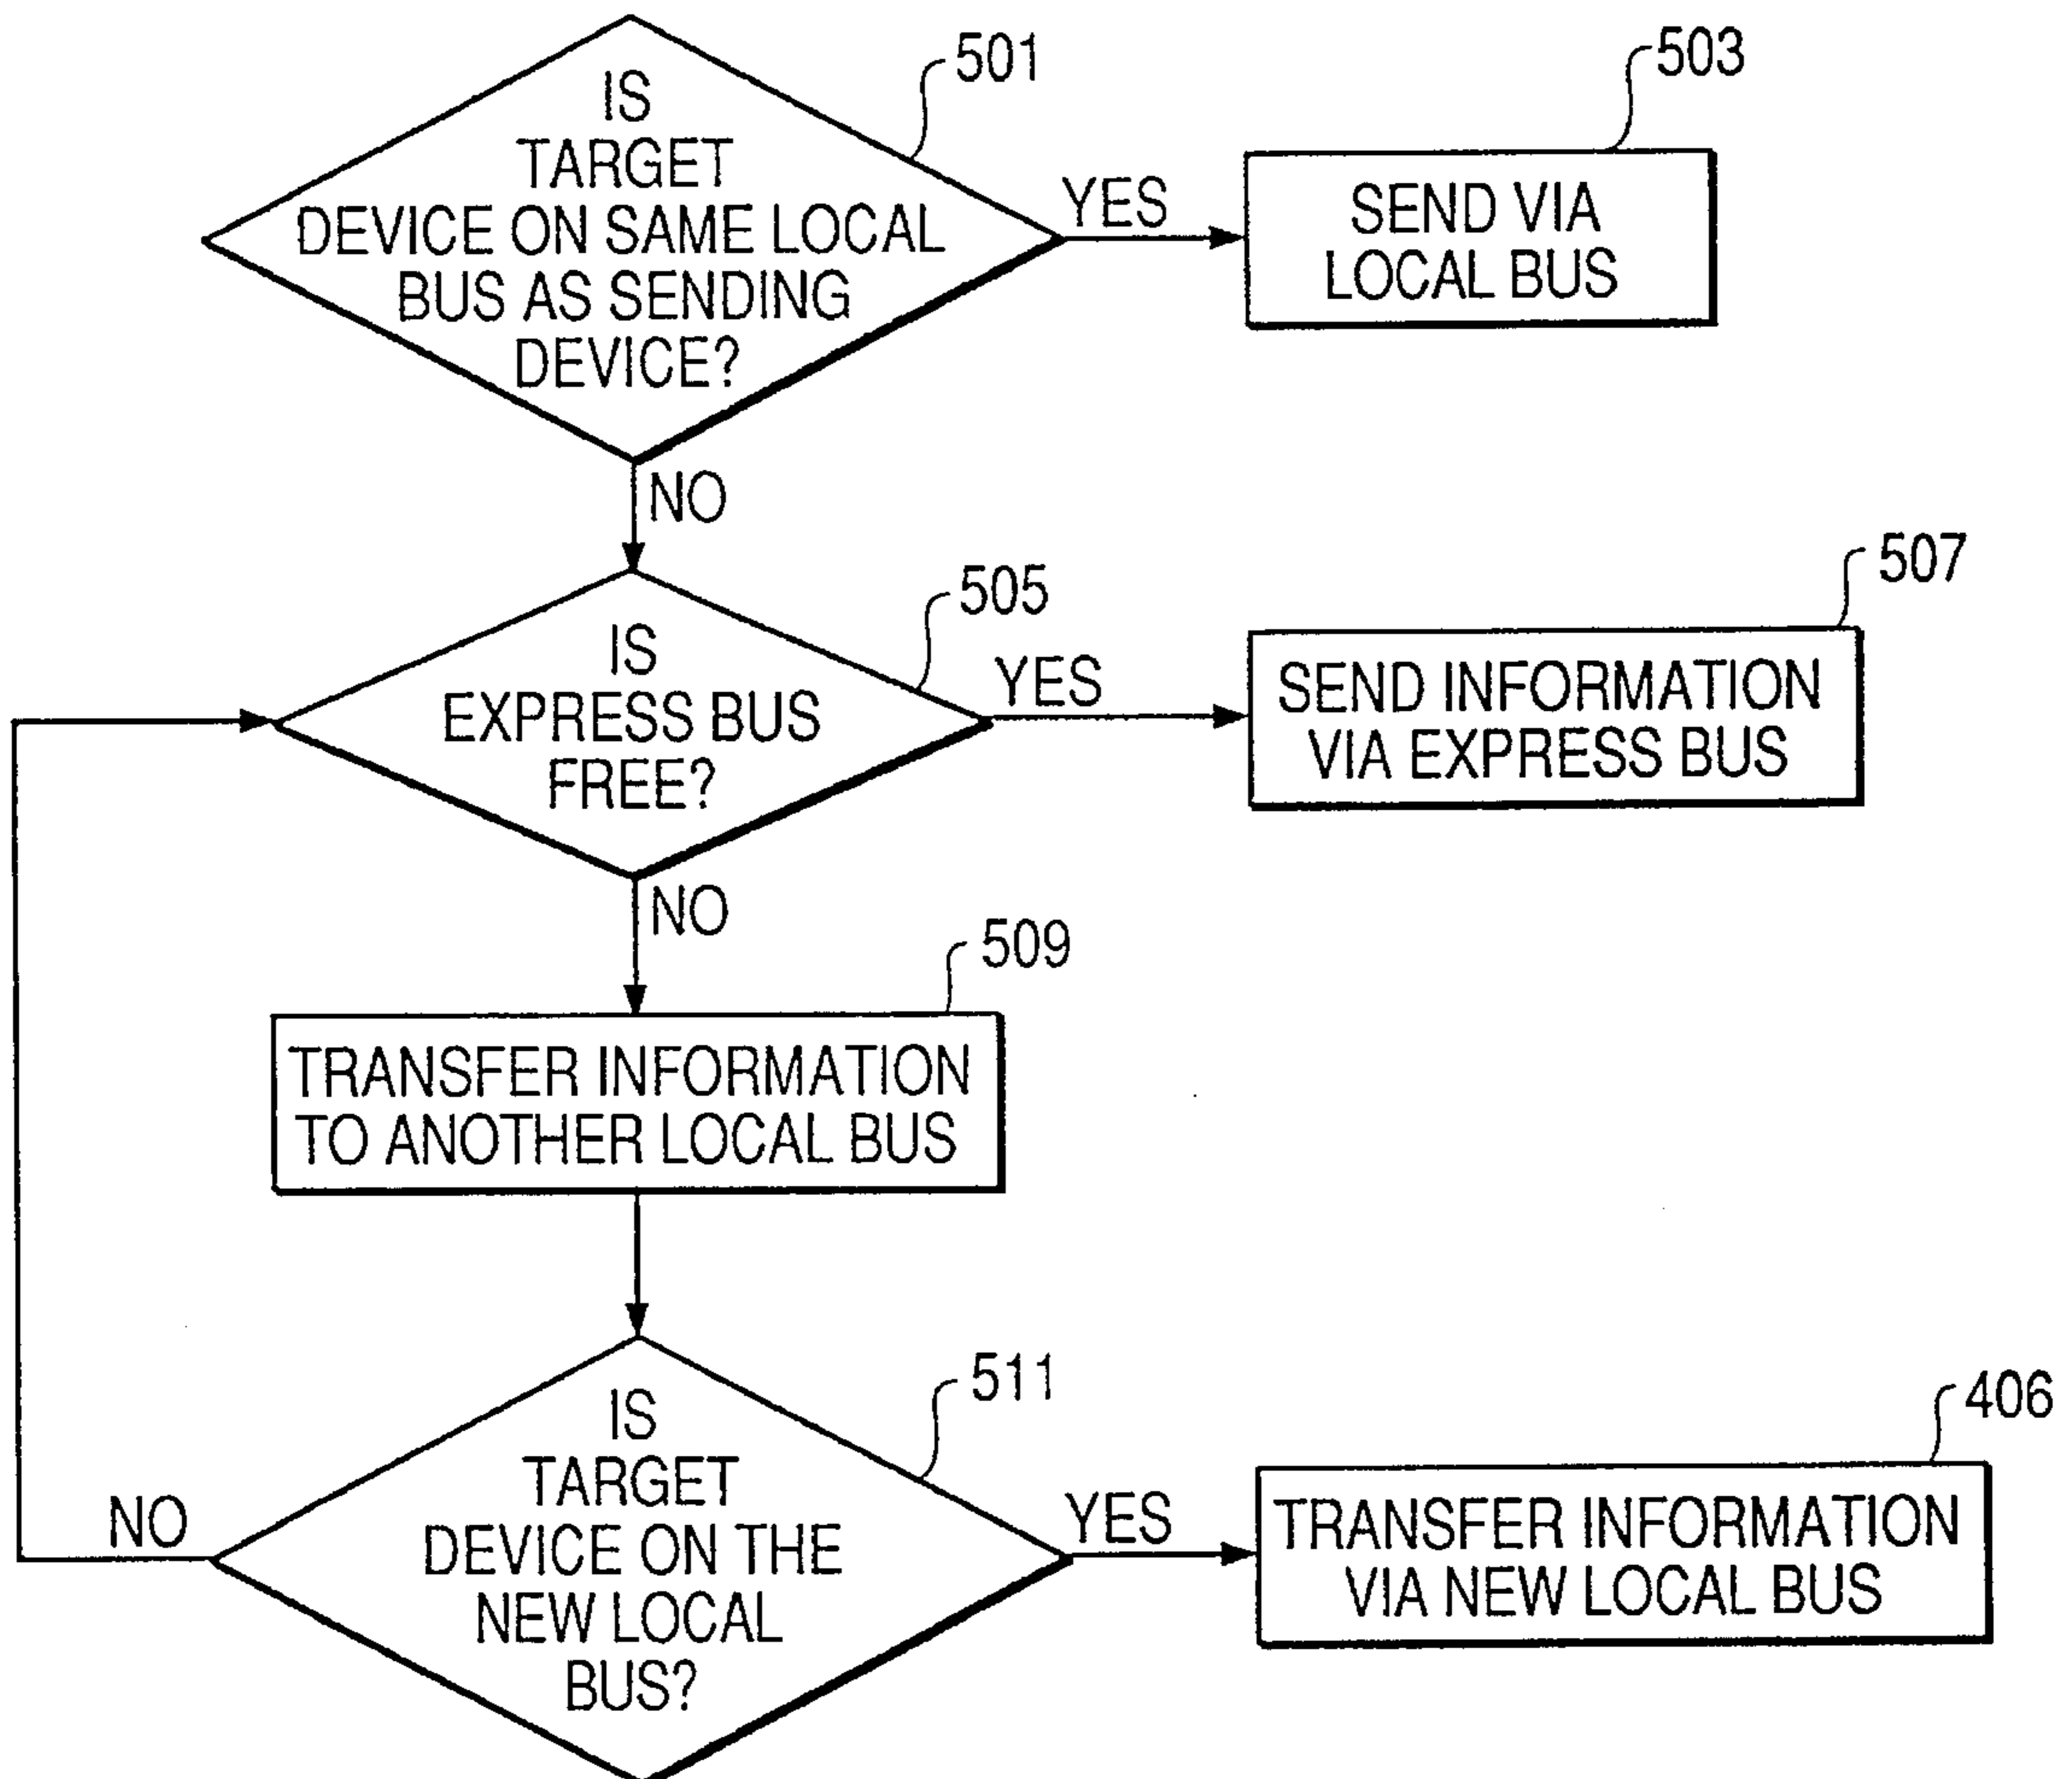 IS
TARGET
DEVICE ON SAME LOCAL
BUS AS SENDING
DEVICE?
501
YES
503
SEND VIA
LOCAL BUS
NO
IS
EXPRESS BUS
FREE?
505
YES
507
SEND INFORMATION
VIA EXPRESS BUS
NO
509
TRANSFER INFORMATION
TO ANOTHER LOCAL BUS
IS
TARGET
DEVICE ON THE
NEW LOCAL
BUS?
511
NO
YES
406
TRANSFER INFORMATION
VIA NEW LOCAL BUS